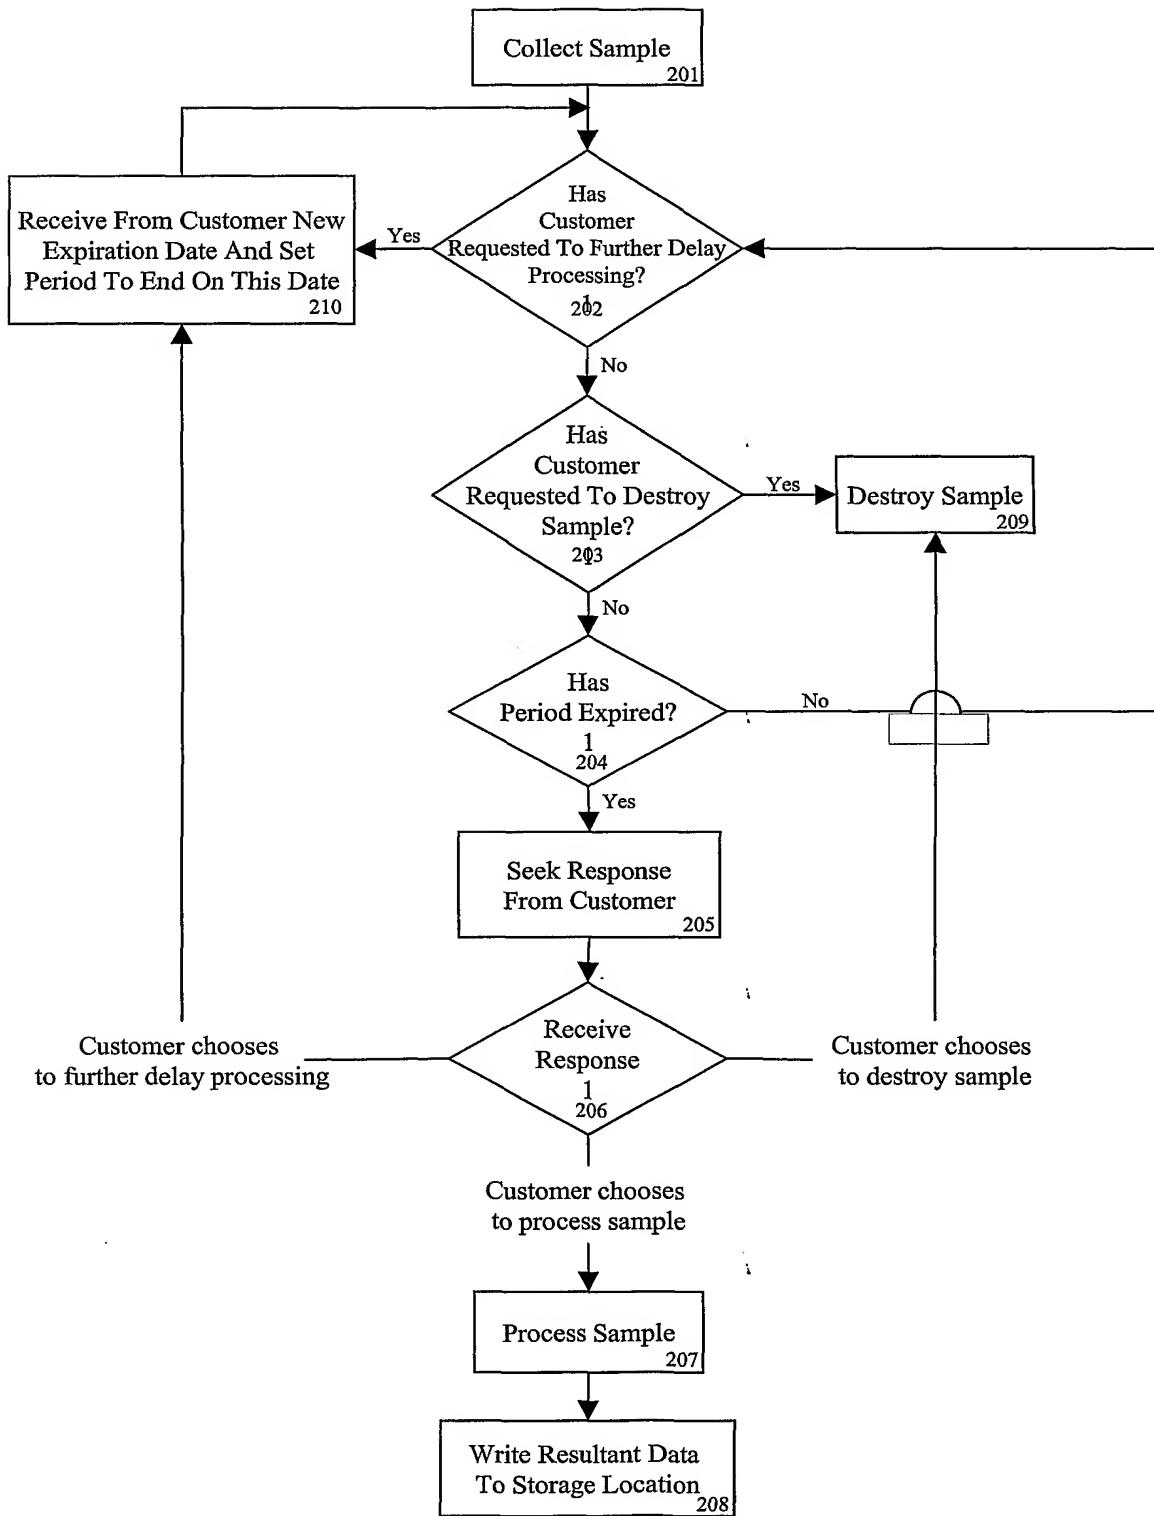 Collect Sample
201
Receive From Customer New
Expiration Date And Set
Period To End On This Date
210
Yes
Has
Customer
Requested To Further Delay
Processing?
1
202
No
Has
Customer
Requested To Destroy
Sample?
1
203
Yes
Destroy Sample
209
No
Has
Period Expired?
1
204
No
Yes
Seek Response
From Customer
205
Receive
Response
1
206
Customer chooses
to further delay processing
Customer chooses
to destroy sample
Customer chooses
to process sample
Process Sample
207
Write Resultant Data
To Storage Location
208